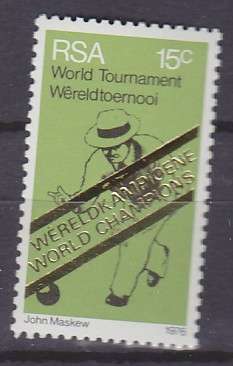 RSA 15c
World Tournament
Wêreldtoernooi
WÊRELDKAMPIOENE
WORLD CHAMPIONS
John Maskew 1976